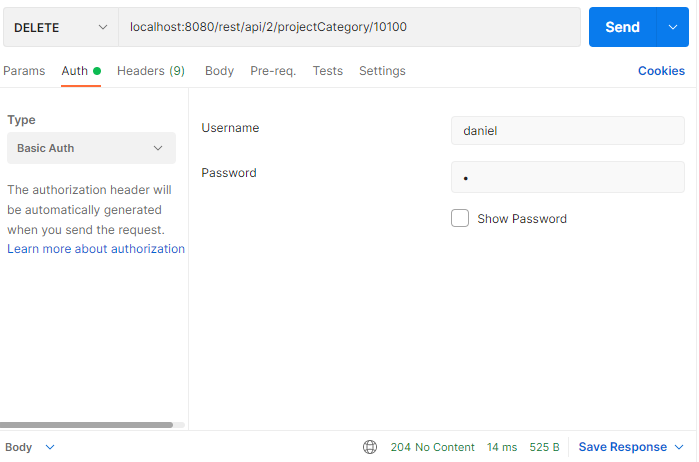 DELETE localhost:8080/rest/api/2/projectCategory/10100 Send
Params Auth Headers (9) Body Pre-req. Tests Settings Cookies
Type
Basic Auth
The authorization header will
be automatically generated
when you send the request.
Learn more about authorization
Username daniel
Password •
Show Password
Body 204 No Content 14 ms 525 B Save Response